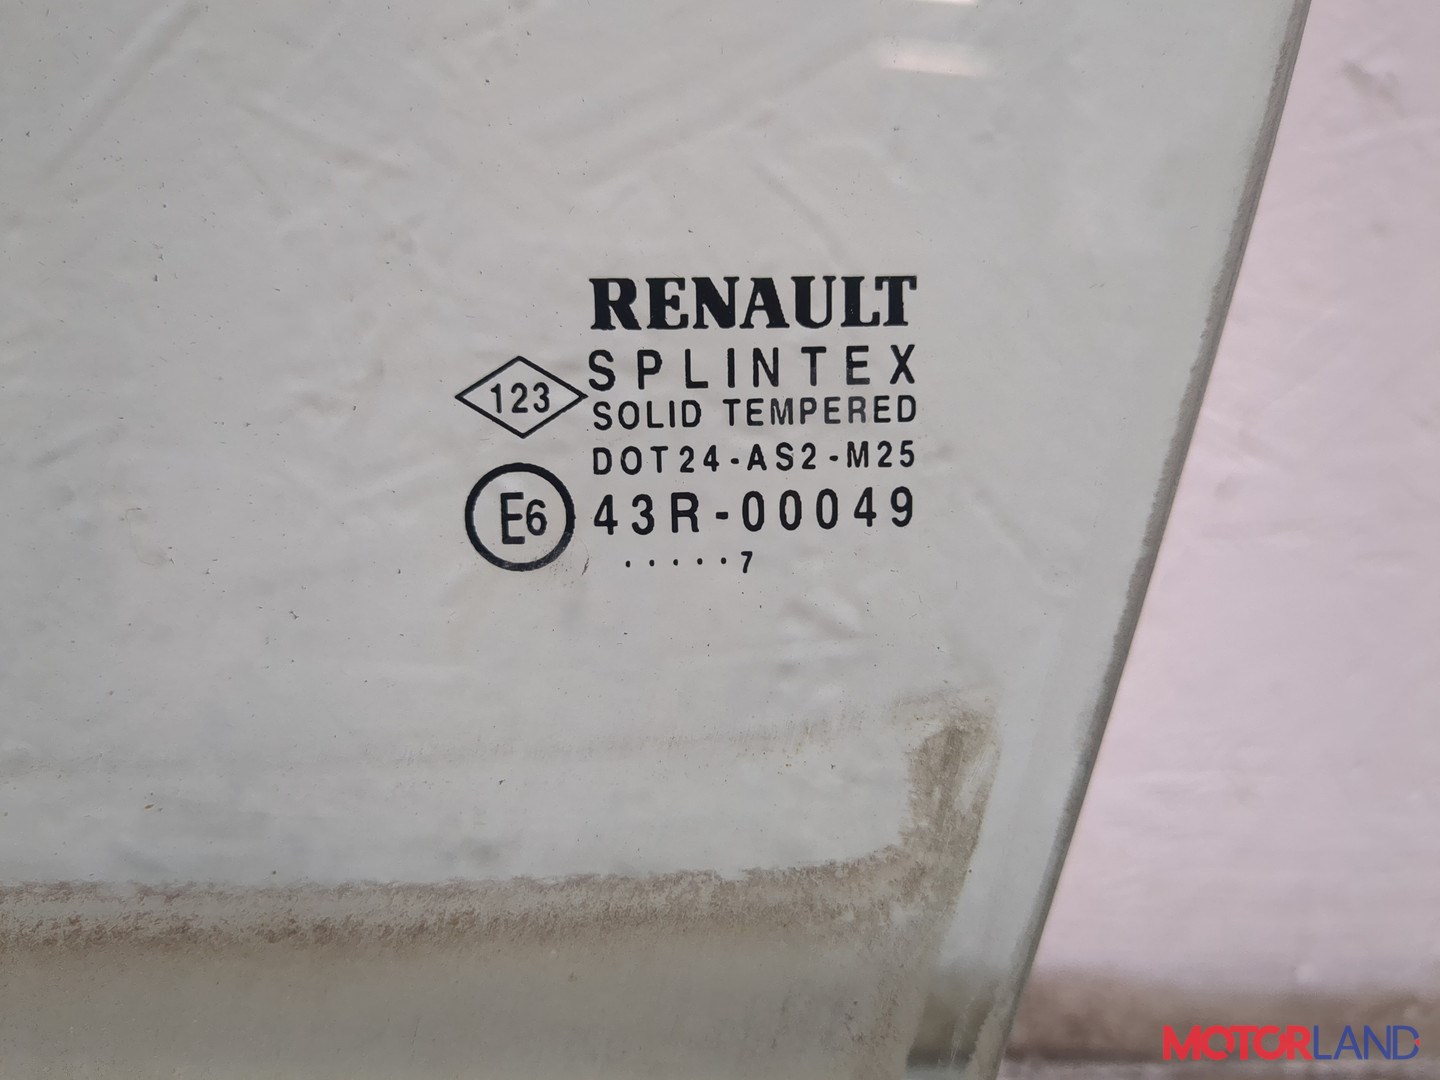 RENAULT
SPLINTEX
123
SOLID TEMPERED
DOT24-AS2-M25
E6
43R-00049
.....7
MOTORLAND